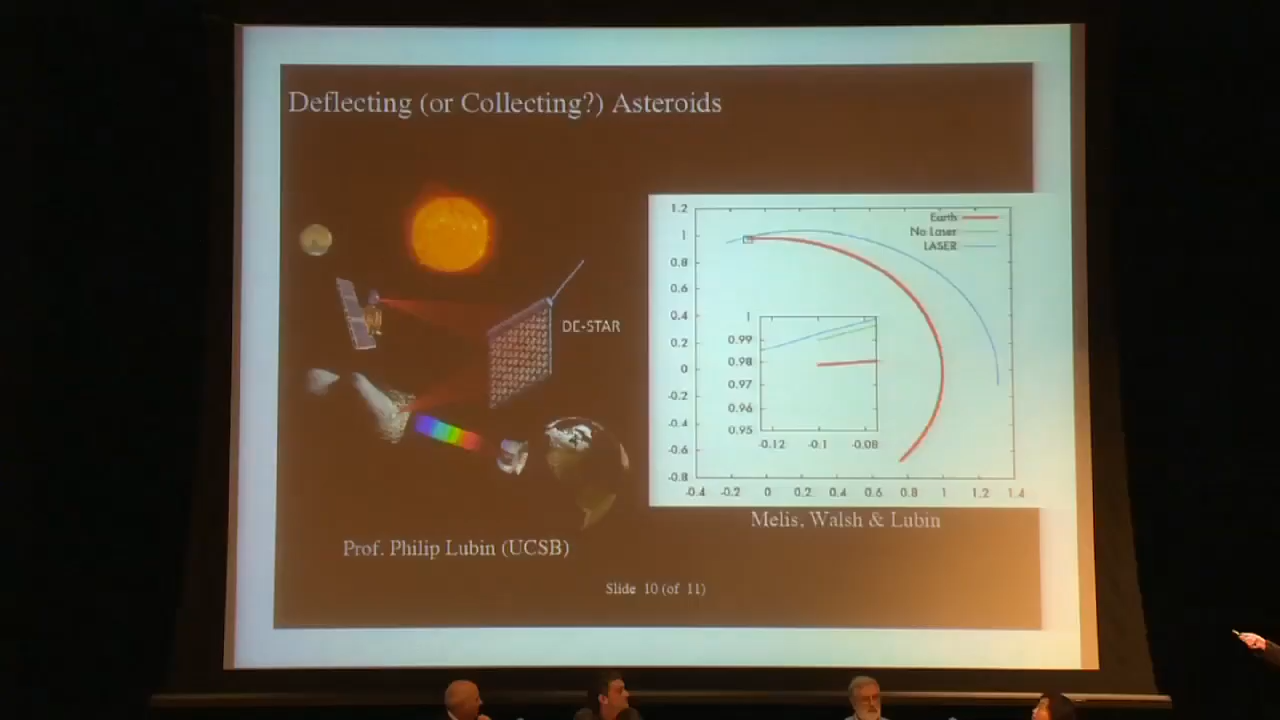 Deflecting (or Collecting?) Asteroids
DE-STAR
Prof. Philip Lubin (UCSB)
1.2
1
0.8
0.6
0.4
0.2
0
-0.2
-0.4
-0.6
-0.8
-0.4 -0.2 0 0.2 0.4 0.6 0.8 1 1.2 1.4
Earth
No Laser
LASER
1
0.99
0.98
0.97
0.96
0.95
-0.12 -0.1 -0.08
Melis, Walsh & Lubin
Slide 10 (of 11)